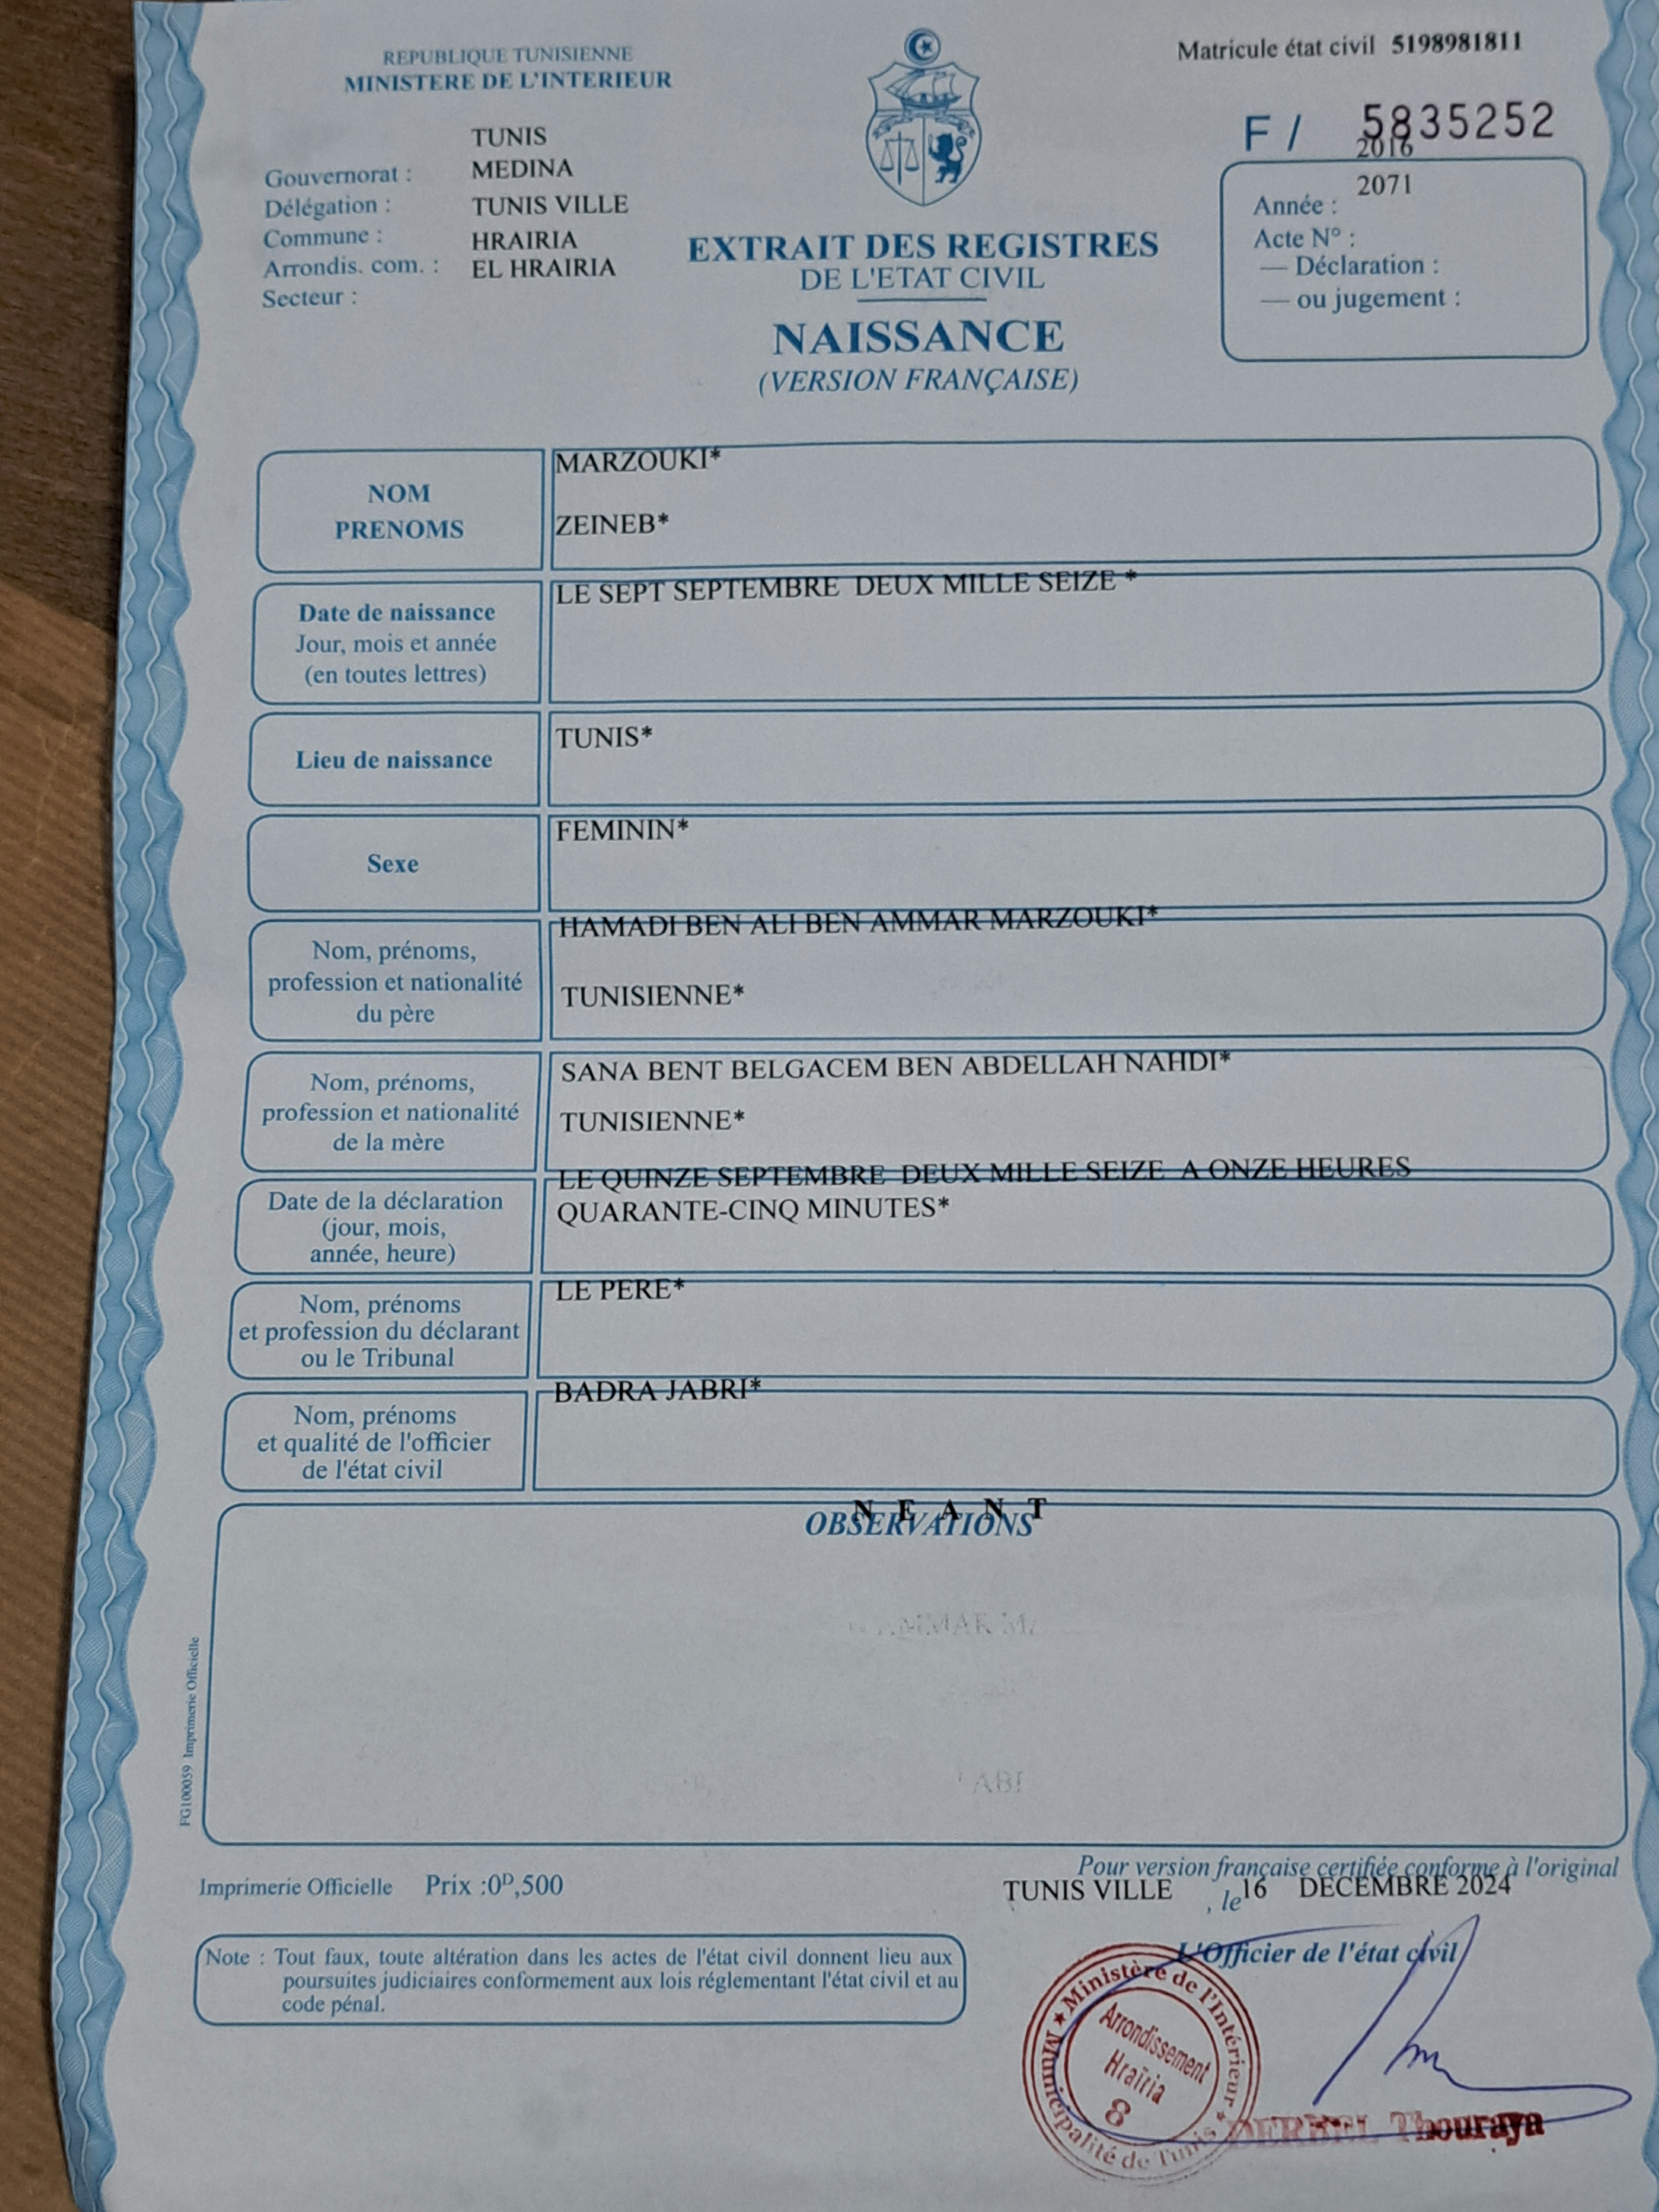 REPUBLIQUE TUNISIENNE
MINISTERE DE L'INTERIEUR
Matricule état civil 5198981811
F / 5835252
TUNIS
Gouvernorat : MEDINA
Délégation : TUNIS VILLE
Commune : HRAIRIA
Arrondis. com. : EL HRAIRIA
Secteur :
2016
2071
Année :
Acte N° :
— Déclaration :
— ou jugement :
EXTRAIT DES REGISTRES
DE L'ETAT CIVIL
NAISSANCE
(VERSION FRANÇAISE)
NOM
PRENOMS
MARZOUKI*
ZEINEB*
Date de naissance
Jour, mois et année
(en toutes lettres)
LE SEPT SEPTEMBRE DEUX MILLE SEIZE *
Lieu de naissance
TUNIS*
Sexe
FEMININ*
Nom, prénoms,
profession et nationalité
du père
HAMADI BEN ALI BEN AMMAR MARZOUKI*
TUNISIENNE*
Nom, prénoms,
profession et nationalité
de la mère
SANA BENT BELGACEM BEN ABDELLAH NAHDI*
TUNISIENNE*
Date de la déclaration
(jour, mois,
année, heure)
LE QUINZE SEPTEMBRE DEUX MILLE SEIZE A ONZE HEURES
QUARANTE-CINQ MINUTES*
Nom, prénoms
et profession du déclarant
ou le Tribunal
LE PERE*
Nom, prénoms
et qualité de l'officier
de l'état civil
BADRA JABRI*
N E A N T
OBSERVATIONS
FG100059 Imprimerie Officielle
Imprimerie Officielle Prix :0ᴰ,500
Pour version française certifiée conforme à l'original
TUNIS VILLE , le 16 DECEMBRE 2024
L'Officier de l'état civil
Note : Tout faux, toute altération dans les actes de l'état civil donnent lieu aux
poursuites judiciaires conformement aux lois réglementant l'état civil et au
code pénal.
★ Ministère de l'Intérieur ★
Municipalité de Tunis
Arrondissement
Hraïria
8
DERBEL Thouraya